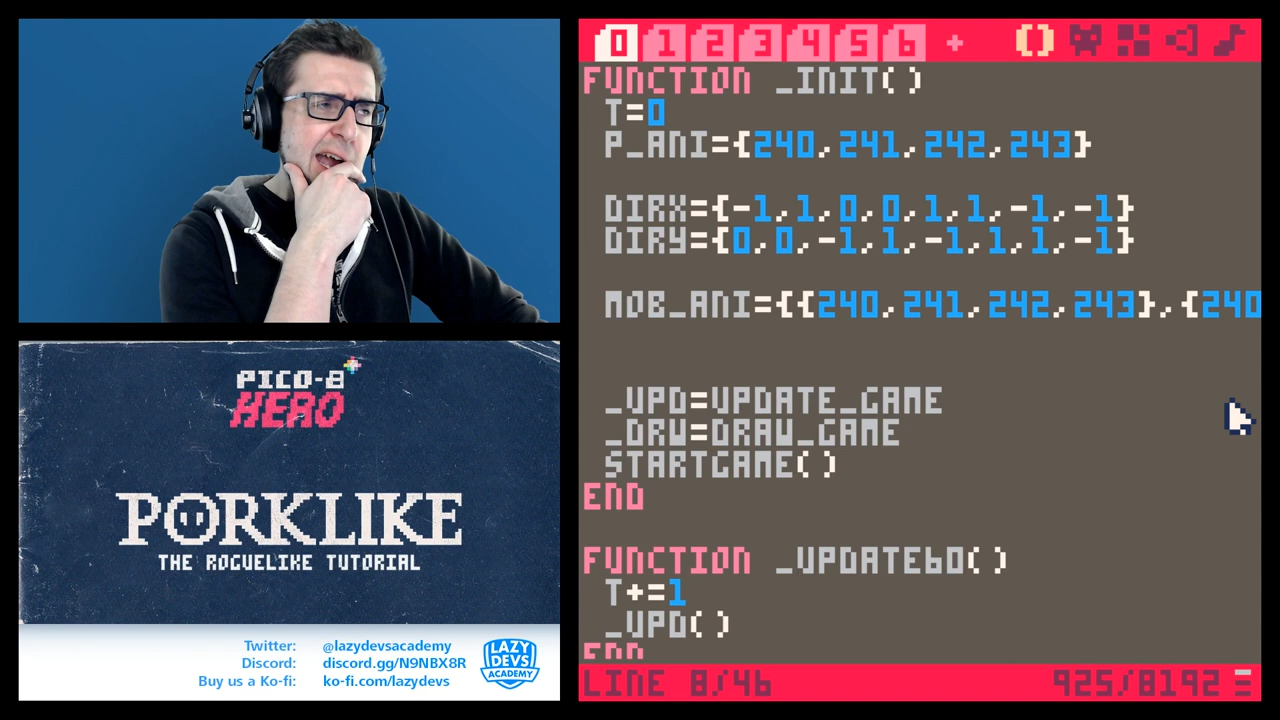 0 1 2 3 4 5 6 +
FUNCTION _INIT()
T=0
P_ANI={240,241,242,243}
DIRX={-1,1,0,0,1,1,-1,-1}
DIRY={0,0,-1,1,-1,1,1,-1}
MOB_ANI={{240,241,242,243},{240
_UPD=UPDATE_GAME
_DRW=DRAW_GAME
STARTGAME()
END
FUNCTION _UPDATE60()
T+=1
_UPD()
END
LINE 8/46 925/8192
PICO-8
HERO
PORKLIKE
THE ROGUELIKE TUTORIAL
Twitter: @lazydevsacademy
Discord: discord.gg/N9NBX8R
Buy us a Ko-fi: ko-fi.com/lazydevs
LAZY
DEVS
ACADEMY